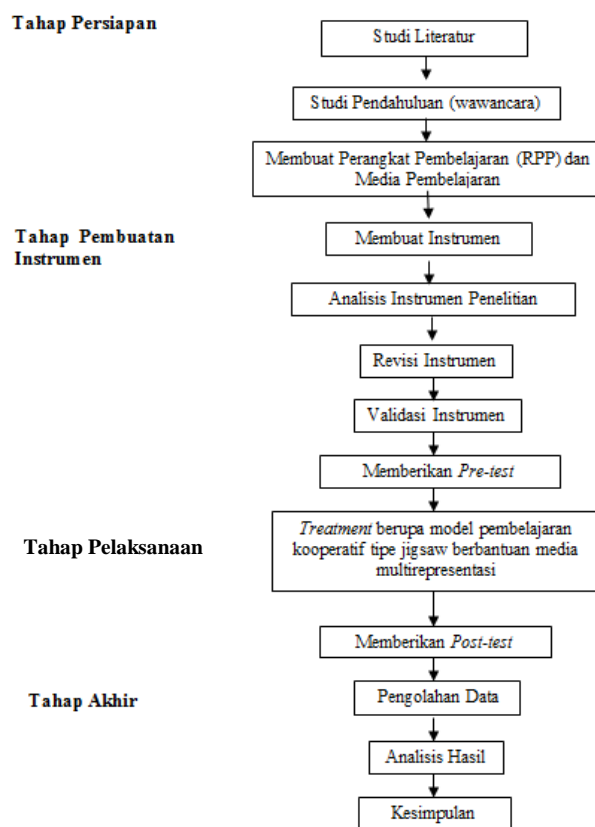 Tahap Persiapan
Studi Literatur
Studi Pendahuluan (wawancara)
Membuat Perangkat Pembelajaran (RPP) dan
Media Pembelajaran
Tahap Pembuatan
Instrumen
Membuat Instrumen
Analisis Instrumen Penelitian
Revisi Instrumen
Validasi Instrumen
Memberikan Pre-test
Tahap Pelaksanaan
Treatment berupa model pembelajaran
kooperatif tipe jigsaw berbantuan media
multirepresentasi
Memberikan Post-test
Tahap Akhir
Pengolahan Data
Analisis Hasil
Kesimpulan